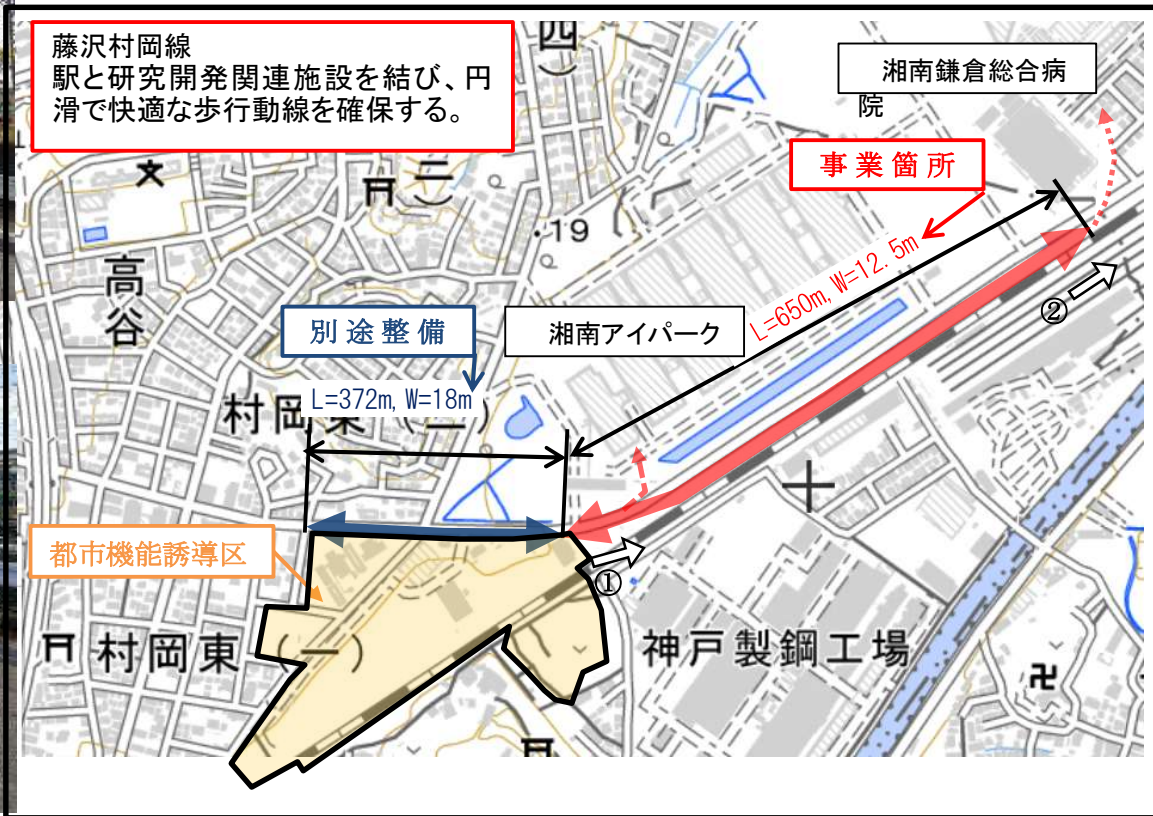 藤沢村岡線
駅と研究開発関連施設を結び、円
滑で快適な歩行動線を確保する。
四)
湘南鎌倉総合病
院
事業箇所
二)
・19
高谷
L=650m, W=12.5m
②
別途整備
湘南アイパーク
L=372m, W=18m
村岡東(二)
都市機能誘導区
①
村岡東(一)
神戸製鋼工場